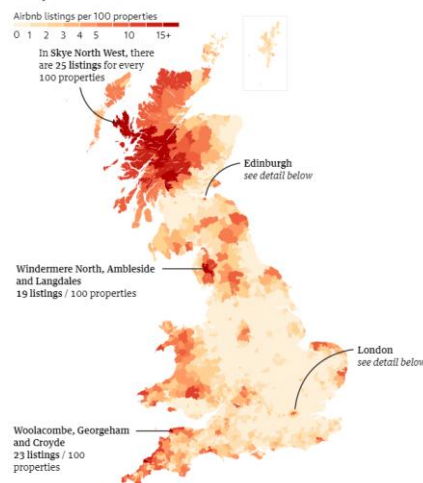 Airbnb listings per 100 properties
0 1 2 3 4 5 10 15+
In Skye North West, there
are 25 listings for every
100 properties
Edinburgh
see detail below
Windermere North, Ambleside
and Langdales
19 listings / 100 properties
London
see detail below
Woolacombe, Georgeham
and Croyde
23 listings / 100
properties